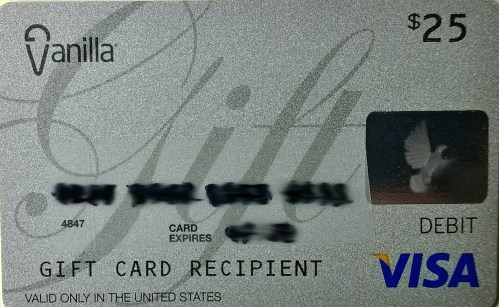 Vanilla
$25
Gift
4847
CARD
EXPIRES
DEBIT
GIFT CARD RECIPIENT
VISA
VALID ONLY IN THE UNITED STATES